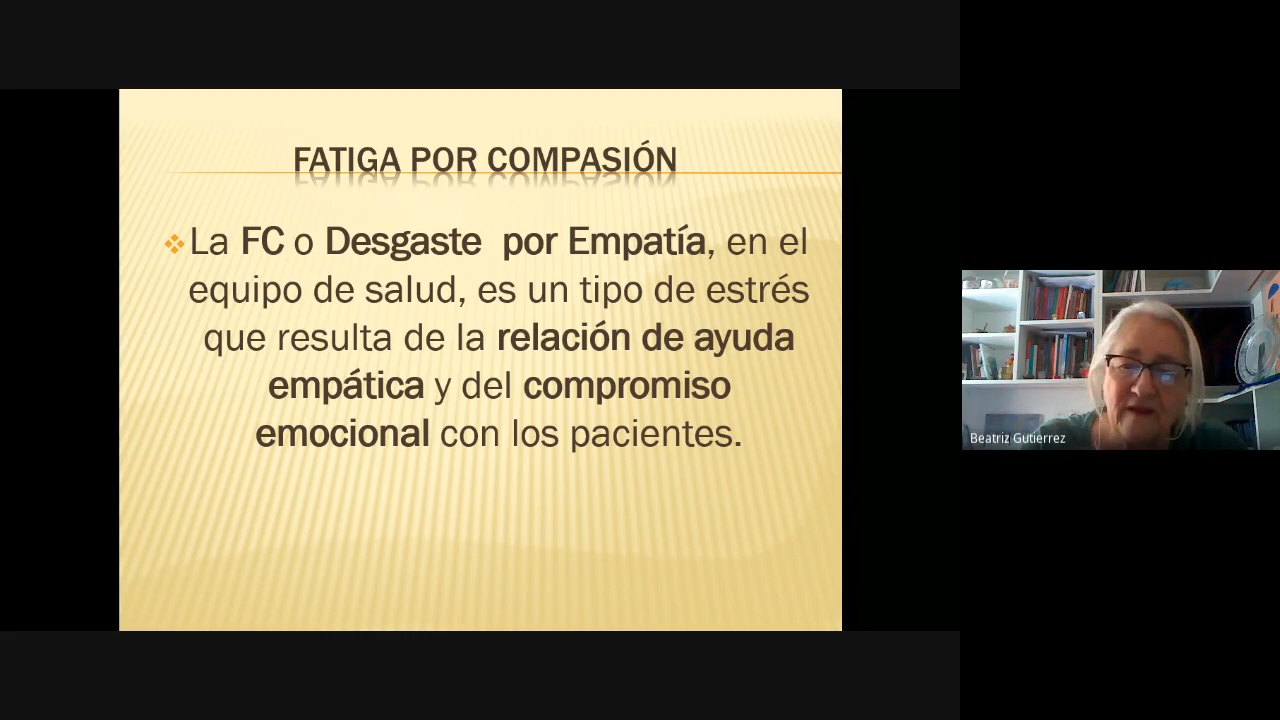 FATIGA POR COMPASIÓN
La FC o Desgaste por Empatía, en el
equipo de salud, es un tipo de estrés
que resulta de la relación de ayuda
empática y del compromiso
emocional con los pacientes.
Beatriz Gutierrez